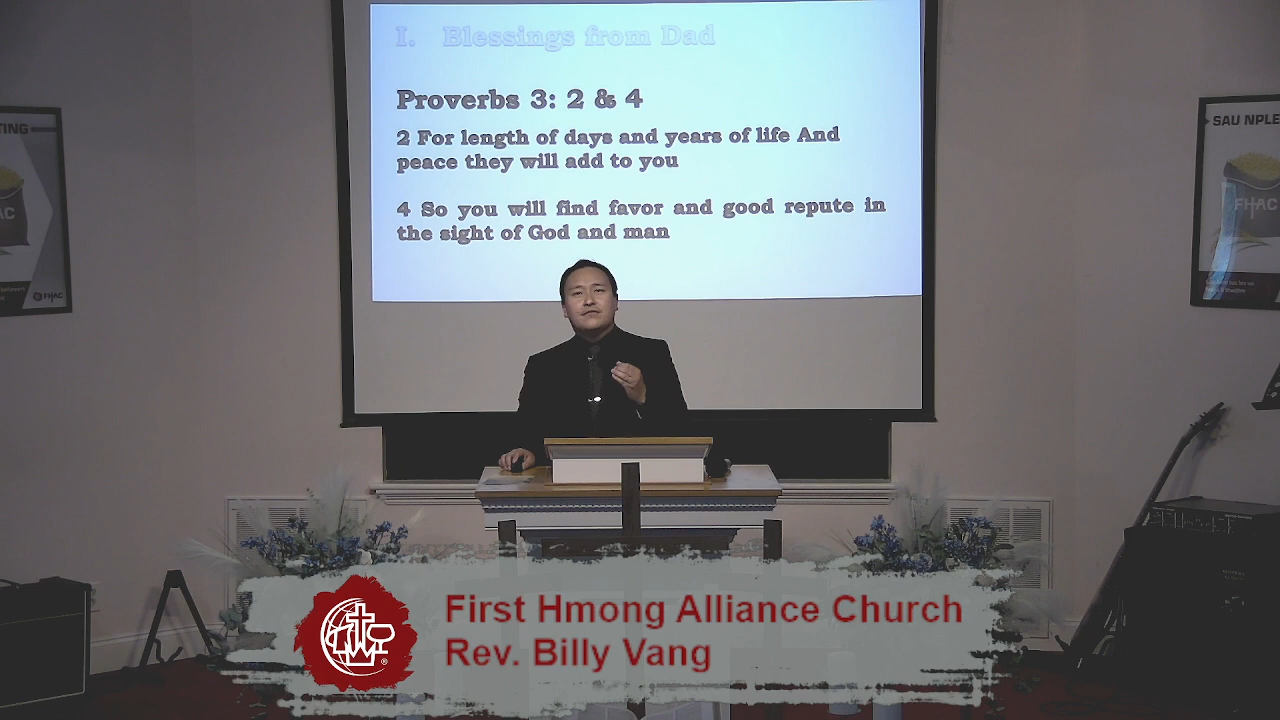 I. Blessings from Dad
Proverbs 3: 2 & 4
2 For length of days and years of life And
peace they will add to you
4 So you will find favor and good repute in
the sight of God and man
TING
AC
FHAC
SAU NPLE
FHAC
First Hmong Alliance Church
Rev. Billy Vang
®